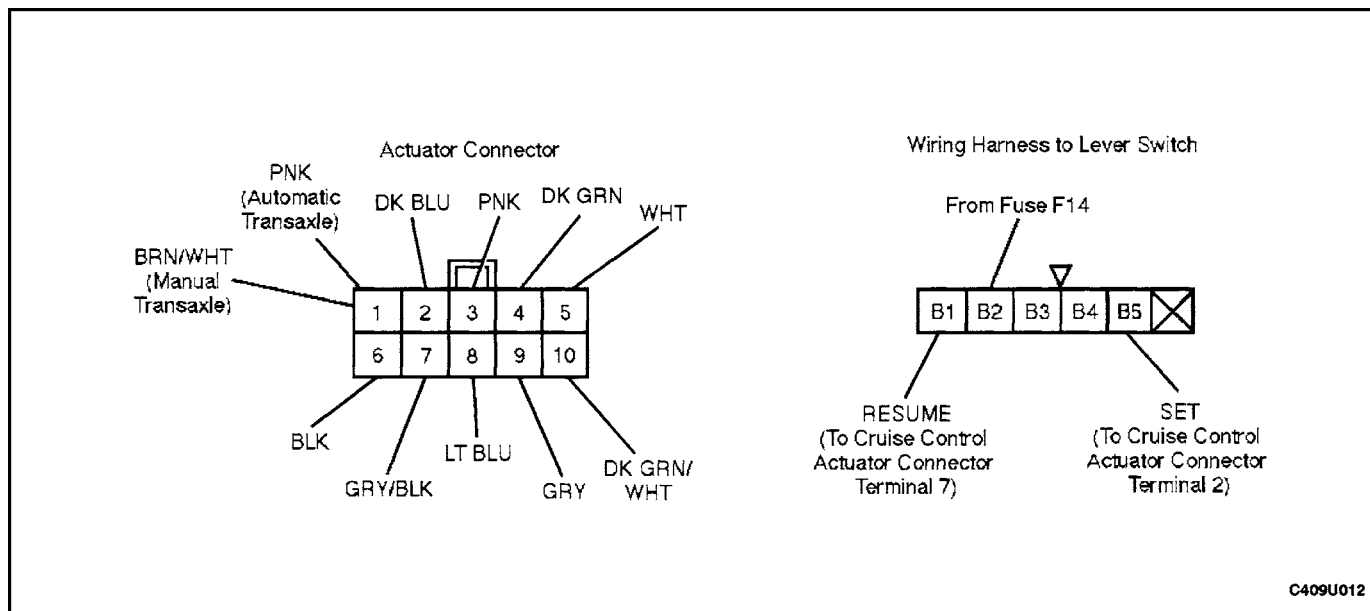 Actuator Connector
PNK
(Automatic
Transaxle)
DK BLU
PNK
DK GRN
WHT
BRN/WHT
(Manual
Transaxle)
1 2 3 4 5
6 7 8 9 10
BLK
GRY/BLK
LT BLU
GRY
DK GRN/
WHT
Wiring Harness to Lever Switch
From Fuse F14
B1 B2 B3 B4 B5
RESUME
(To Cruise Control
Actuator Connector
Terminal 7)
SET
(To Cruise Control
Actuator Connector
Terminal 2)
C409U012